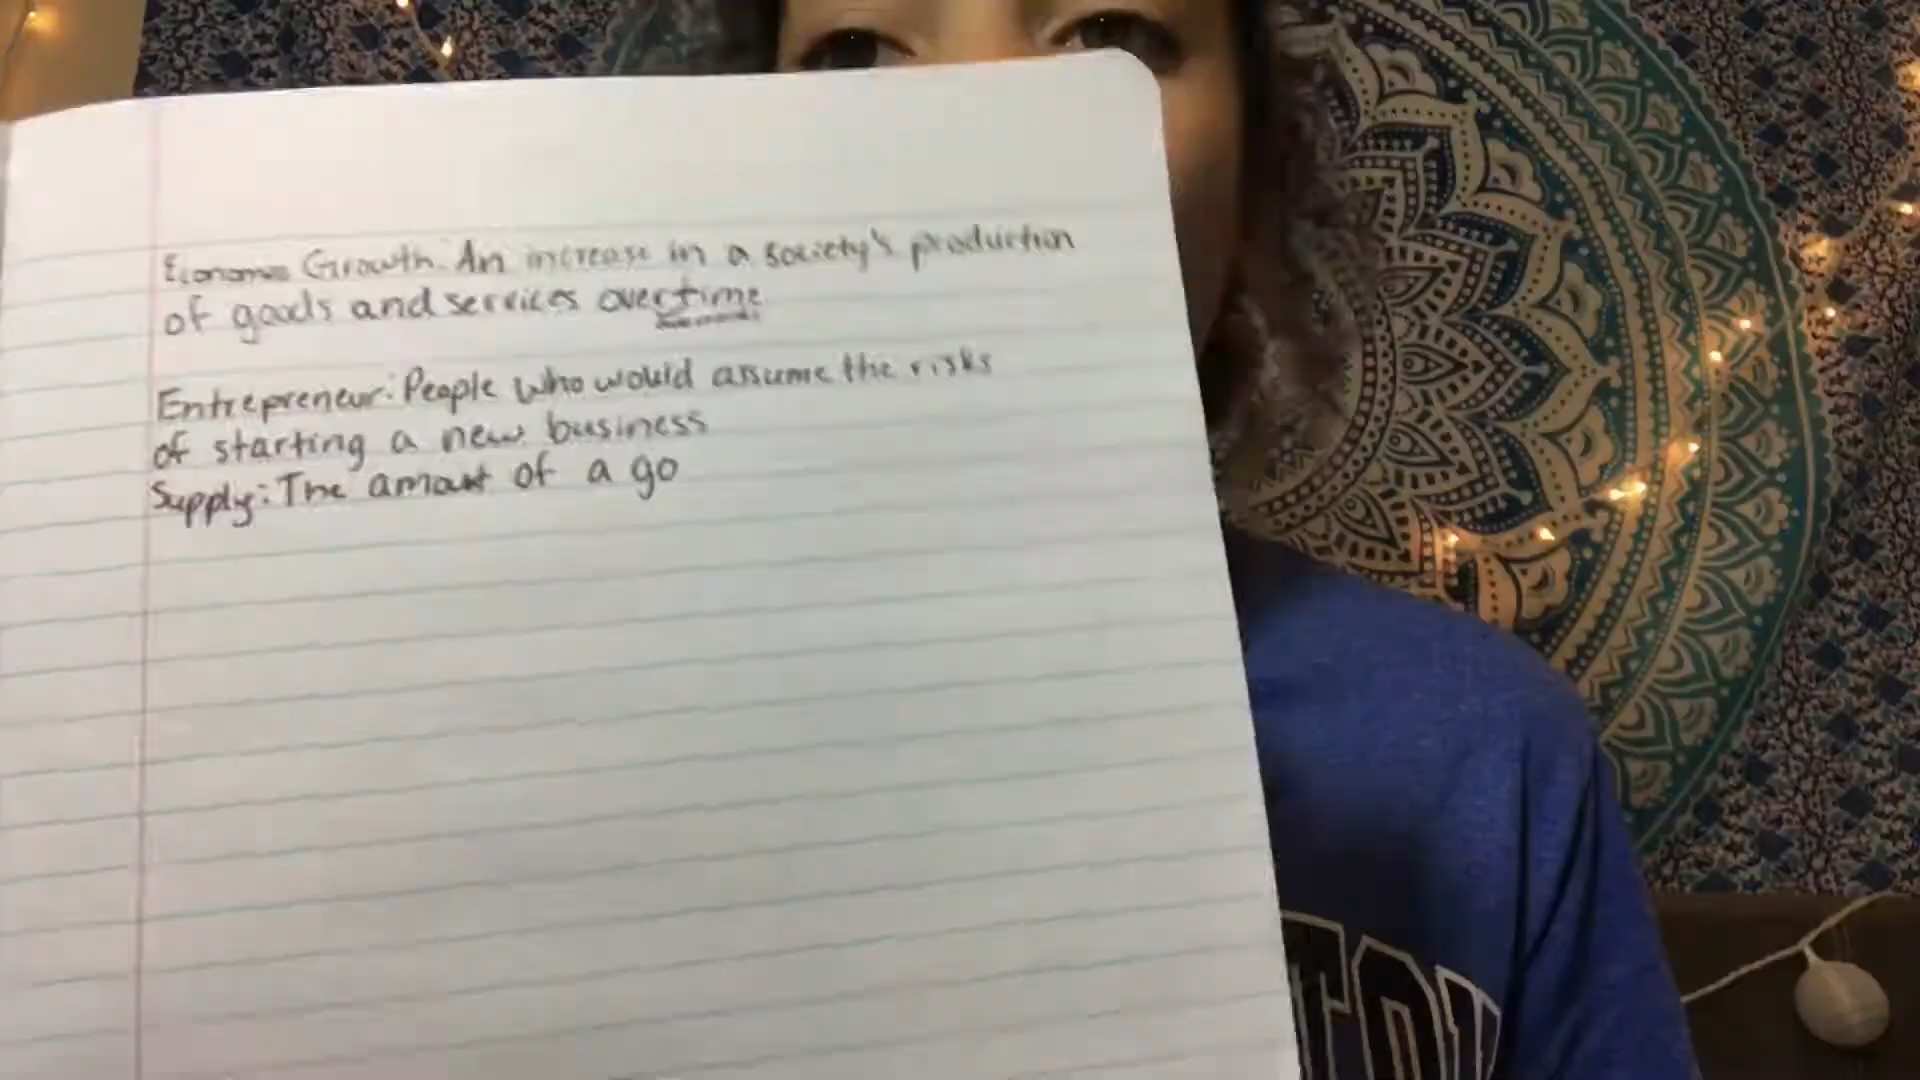 Economic Growth: An increase in a society's production
of goods and services overtime
Entrepreneur: People who would assume the risks
of starting a new business
Supply: The amout of a go